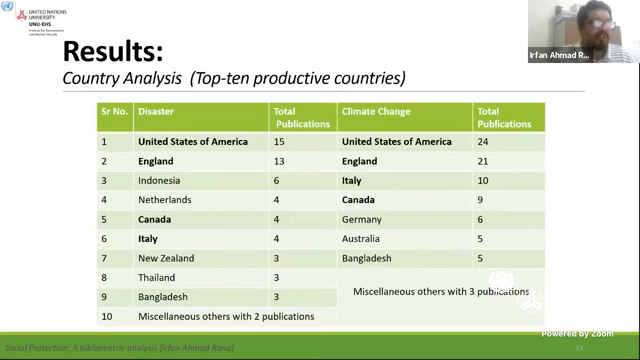 UNITED NATIONS
UNIVERSITY
UNU-EHS
Institute for Environment
and Human Security
Irfan Ahmad R...
Results:
Country Analysis (Top-ten productive countries)
Sr No. Disaster Total Publications Climate Change Total Publications
1 United States of America 15 United States of America 24
2 England 13 England 21
3 Indonesia 6 Italy 10
4 Netherlands 4 Canada 9
5 Canada 4 Germany 6
6 Italy 4 Australia 5
7 New Zealand 3 Bangladesh 5
8 Thailand 3
Miscellaneous others with 3 publications
9 Bangladesh 3
10 Miscellaneous others with 2 publications
Powered by Zoom
Social Protection: A bibliometric analysis [Irfan Ahmad Rana]
11